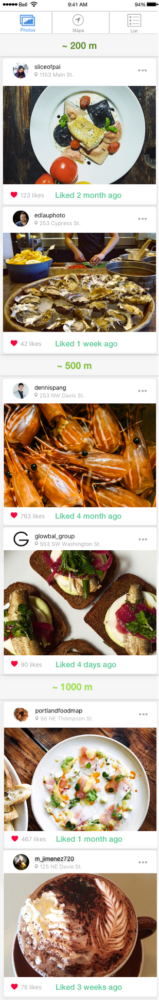 Bell 9:41 AM 94%
Photos Maps List
~ 200 m
sliceofpai
1153 Main St.
123 likes Liked 2 month ago
edlauphoto
253 Cypress St.
42 likes Liked 1 week ago
~ 500 m
dennispang
253 NW Davis St.
763 likes Liked 4 month ago
glowbal_group
553 SW Washington St.
90 likes Liked 4 days ago
~ 1000 m
portlandfoodmap
98 NE Thompson St.
467 likes Liked 1 month ago
m_jimenez720
125 NE Davie St.
75 likes Liked 3 weeks ago